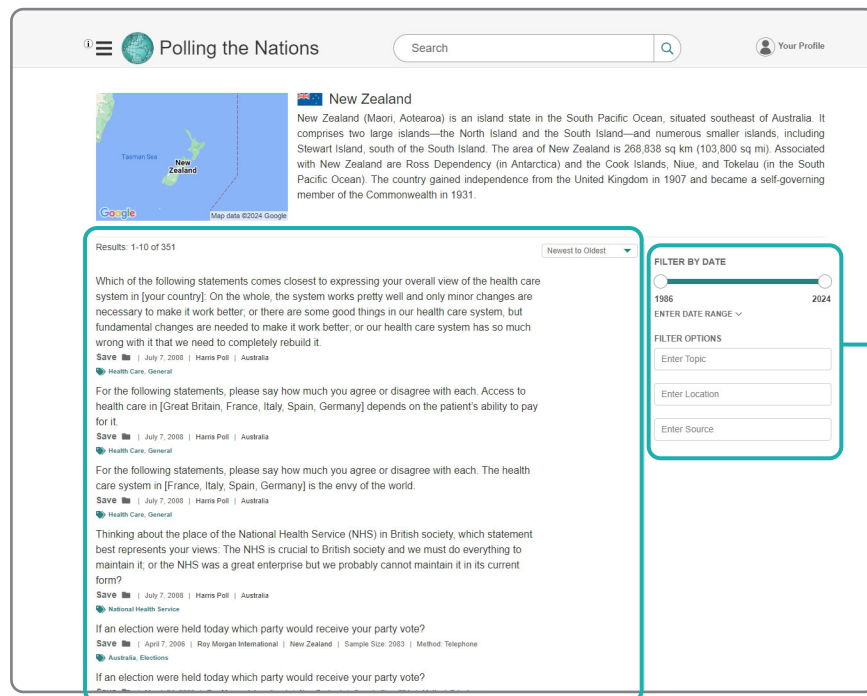 Polling the Nations
Search
Your Profile
New Zealand
New Zealand (Maori, Aotearoa) is an island state in the South Pacific Ocean, situated southeast of Australia. It
comprises two large islands—the North Island and the South Island—and numerous smaller islands, including
Stewart Island, south of the South Island. The area of New Zealand is 268,838 sq km (103,800 sq mi). Associated
with New Zealand are Ross Dependency (in Antarctica) and the Cook Islands, Niue, and Tokelau (in the South
Pacific Ocean). The country gained independence from the United Kingdom in 1907 and became a self-governing
member of the Commonwealth in 1931.
Tasman Sea
New
Zealand
Google
Map data ©2024 Google
Results: 1-10 of 351
Newest to Oldest
Which of the following statements comes closest to expressing your overall view of the health care
system in [your country]: On the whole, the system works pretty well and only minor changes are
necessary to make it work better; or there are some good things in our health care system, but
fundamental changes are needed to make it work better; or our health care system has so much
wrong with it that we need to completely rebuild it.
Save | July 7, 2008 | Harris Poll | Australia
Health Care, General
For the following statements, please say how much you agree or disagree with each. Access to
health care in [Great Britain, France, Italy, Spain, Germany] depends on the patient's ability to pay
for it.
Save | July 7, 2008 | Harris Poll | Australia
Health Care, General
For the following statements, please say how much you agree or disagree with each. The health
care system in [France, Italy, Spain, Germany] is the envy of the world.
Save | July 7, 2008 | Harris Poll | Australia
Health Care, General
Thinking about the place of the National Health Service (NHS) in British society, which statement
best represents your views: The NHS is crucial to British society and we must do everything to
maintain it; or the NHS was a great enterprise but we probably cannot maintain it in its current
form?
Save | July 7, 2008 | Harris Poll | Australia
National Health Service
If an election were held today which party would receive your party vote?
Save | April 7, 2006 | Roy Morgan International | New Zealand | Sample Size: 2083 | Method: Telephone
Australia, Elections
If an election were held today which party would receive your party vote?
FILTER BY DATE
1986 2024
ENTER DATE RANGE
FILTER OPTIONS
Enter Topic
Enter Location
Enter Source